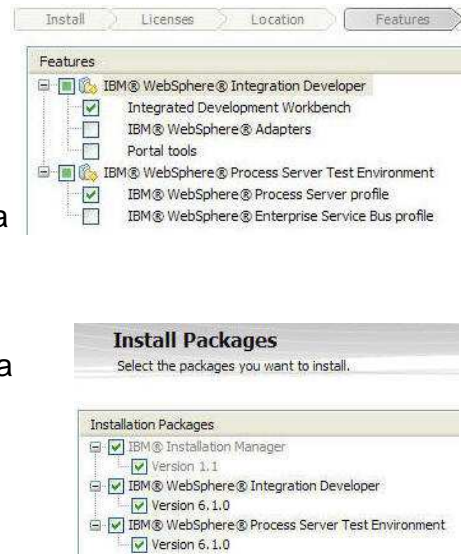 Install Licenses Location Features
Features
IBM® WebSphere® Integration Developer
Integrated Development Workbench
IBM® WebSphere® Adapters
Portal tools
IBM® WebSphere® Process Server Test Environment
IBM® WebSphere® Process Server profile
a
IBM® WebSphere® Enterprise Service Bus profile
Install Packages
a
Select the packages you want to install.
Installation Packages
IBM® Installation Manager
Version 1.1
IBM® WebSphere® Integration Developer
Version 6.1.0
IBM® WebSphere® Process Server Test Environment
Version 6.1.0